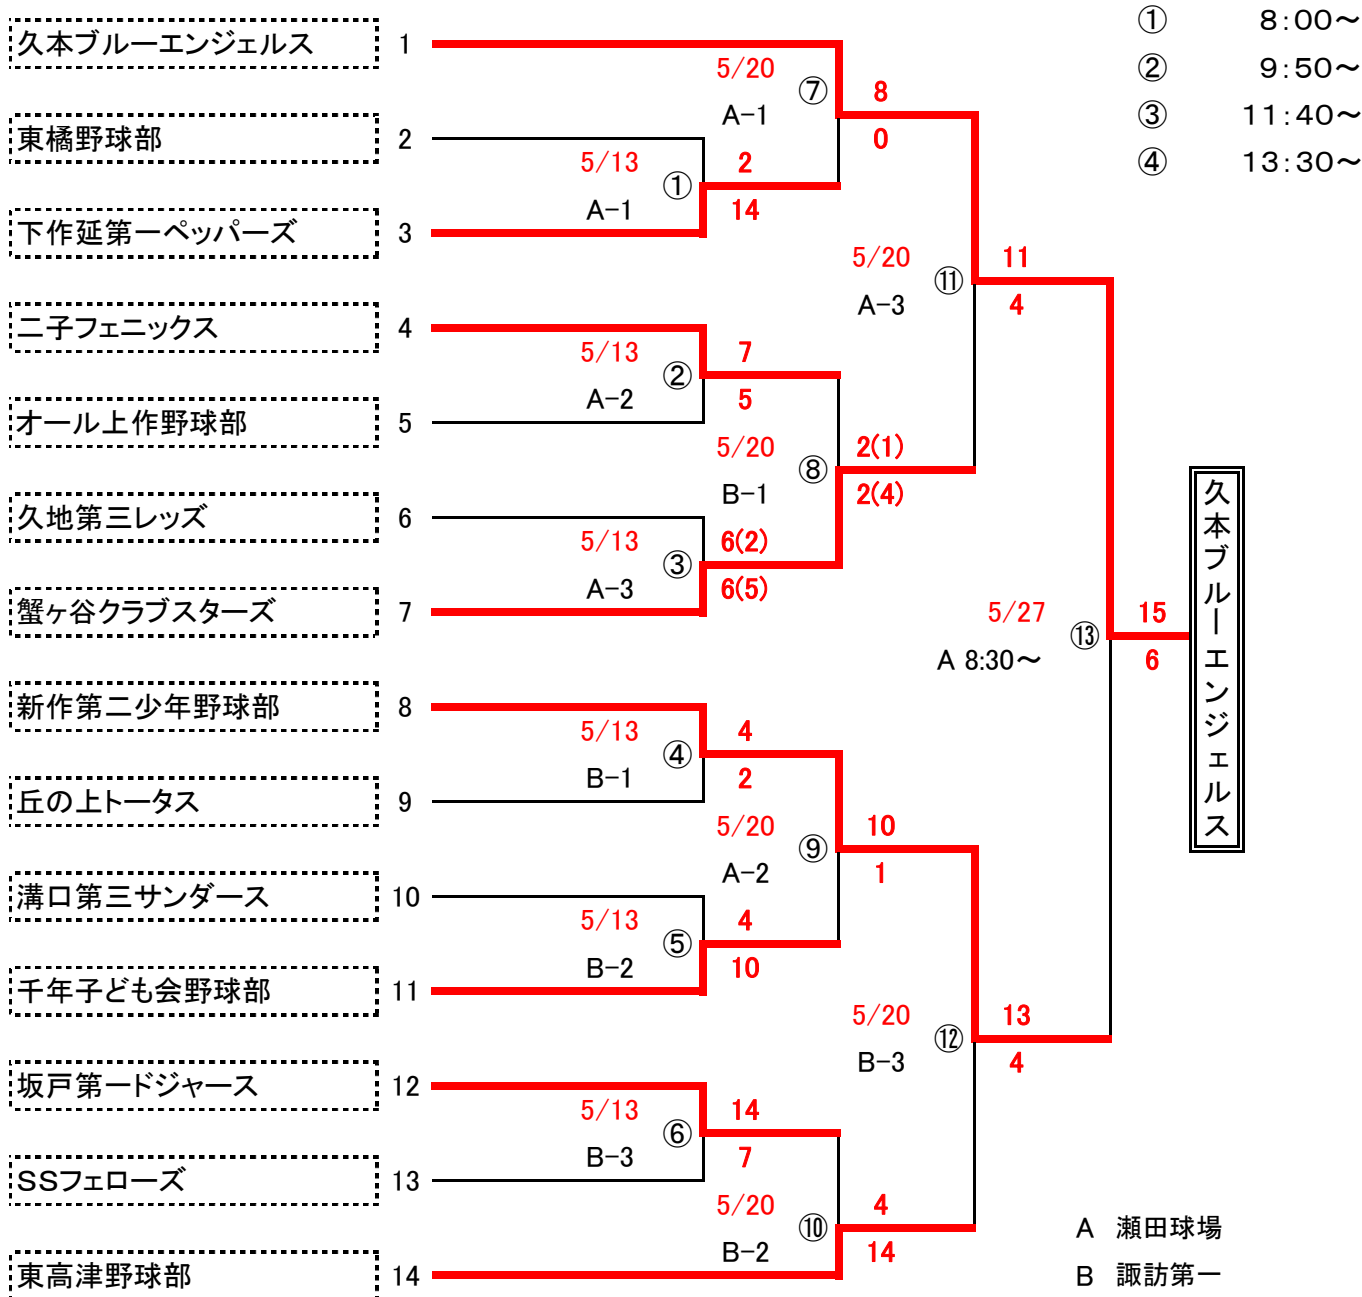 ① 8:00～
久本ブルーエンジェルス 1
5/20 ⑦ 8
② 9:50～
A-1 0
③ 11:40～
東橘野球部 2
5/13 ① 2
④ 13:30～
A-1 14
下作延第一ペッパーズ 3
5/20 ⑪ 11
A-3 4
二子フェニックス 4
5/13 ② 7
A-2 5
オール上作野球部 5
5/20 ⑧ 2(1)
B-1 2(4)
久地第三レッズ 6
5/13 ③ 6(2)
A-3 6(5)
蟹ヶ谷クラブスターズ 7
5/27 ⑬ 15
A 8:30～ 6
久本ブルーエンジェルス
新作第二少年野球部 8
5/13 ④ 4
B-1 2
丘の上トータス 9
5/20 ⑨ 10
A-2 1
溝口第三サンダース 10
5/13 ⑤ 4
B-2 10
千年子ども会野球部 11
5/20 ⑫ 13
B-3 4
坂戸第一ドジャース 12
5/13 ⑥ 14
B-3 7
SSフェローズ 13
5/20 ⑩ 4
B-2 14
A 瀬田球場
東高津野球部 14
B 諏訪第一